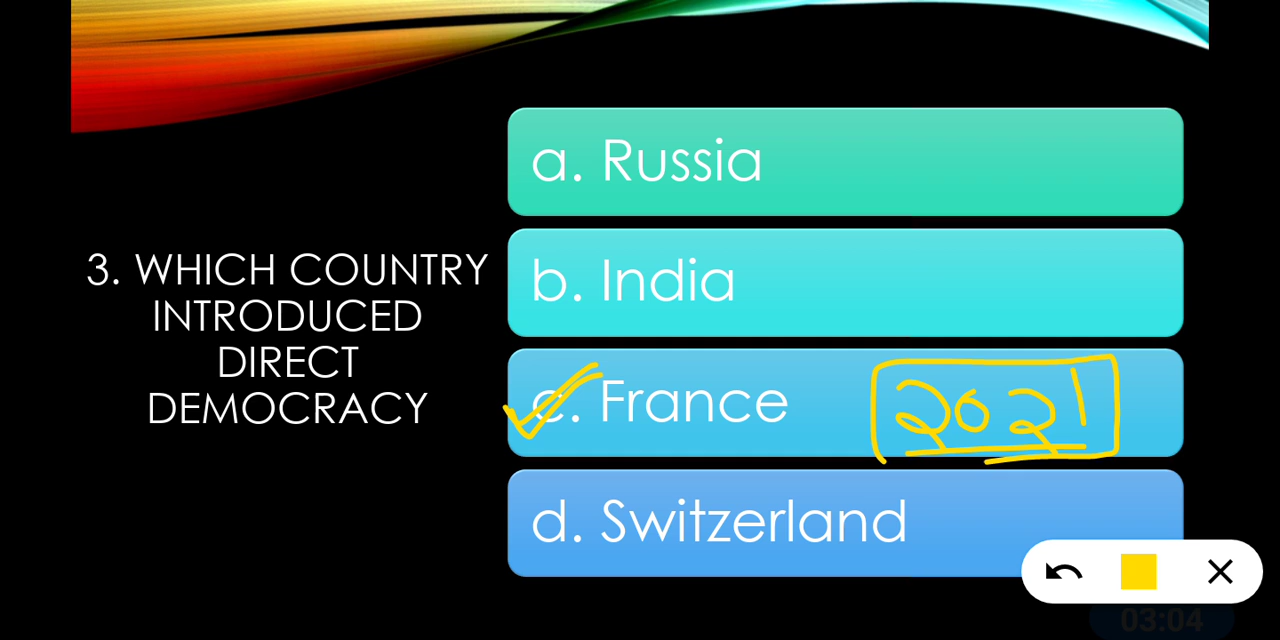 3. WHICH COUNTRY
INTRODUCED
DIRECT
DEMOCRACY
a. Russia
b. India
c. France
2021
d. Switzerland
03:04